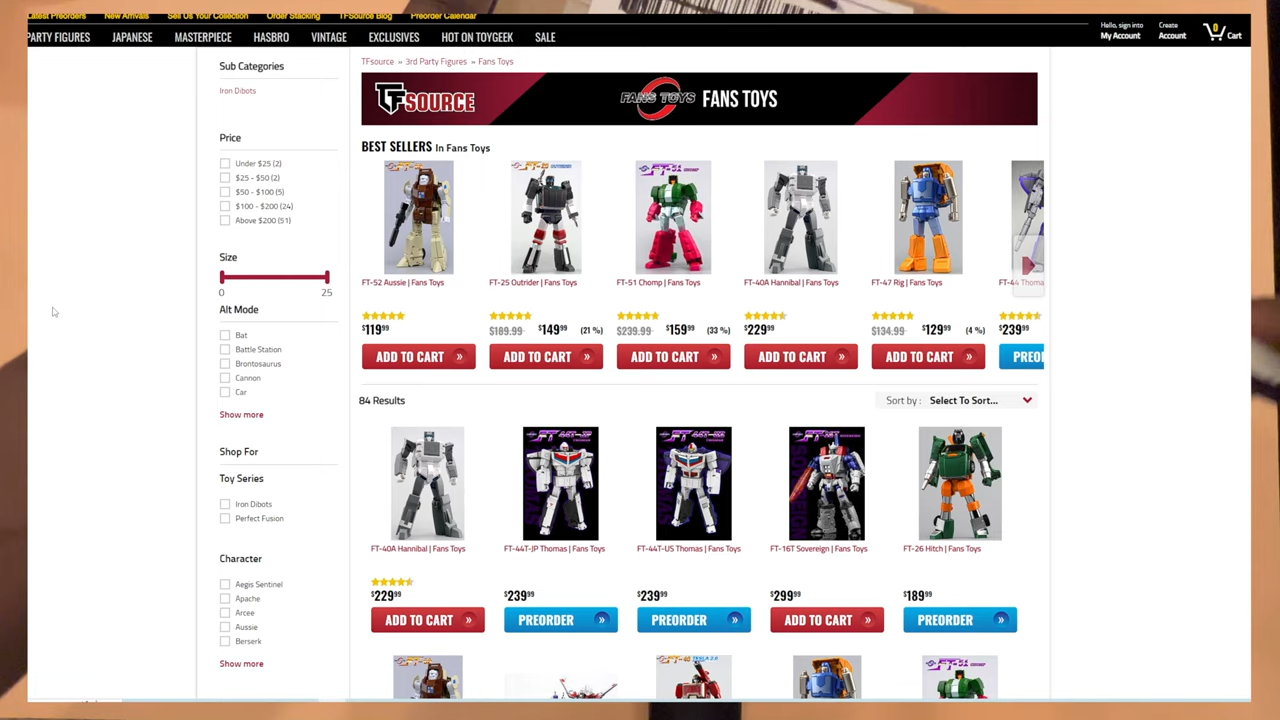 Latest Preorders New Arrivals Sell Us Your Collection Order Stacking TFSource Blog Preorder Calendar
PARTY FIGURES JAPANESE MASTERPIECE HASBRO VINTAGE EXCLUSIVES HOT ON TOYGEEK SALE
Hello, sign into
My Account
Create
Account
0
Cart
Sub Categories
Iron Dibots
Price
Under $25 (2)
$25 - $50 (2)
$50 - $100 (5)
$100 - $200 (24)
Above $200 (51)
Size
0 25
Alt Mode
Bat
Battle Station
Brontosaurus
Cannon
Car
Show more
Shop For
Toy Series
Iron Dibots
Perfect Fusion
Character
Aegis Sentinel
Apache
Arcee
Aussie
Berserk
Show more
TFsource » 3rd Party Figures » Fans Toys
TFSOURCE FANS TOYS FANS TOYS
BEST SELLERS In Fans Toys
FT-52 Aussie | Fans Toys
$119.99
ADD TO CART »
FT-25 Outrider | Fans Toys
$189.99 $149.99 (21 %)
ADD TO CART »
FT-51 Chomp | Fans Toys
$239.99 $159.99 (33 %)
ADD TO CART »
FT-40A Hannibal | Fans Toys
$229.99
ADD TO CART »
FT-47 Rig | Fans Toys
$134.99 $129.99 (4 %)
ADD TO CART »
FT-44 Thoma
$239.99
PREO
84 Results
Sort by : Select To Sort...
FT-40A Hannibal | Fans Toys
$229.99
ADD TO CART »
FT-44T-JP Thomas | Fans Toys
$239.99
PREORDER »
FT-44T-US Thomas | Fans Toys
$239.99
PREORDER »
FT-16T Sovereign | Fans Toys
$299.99
ADD TO CART »
FT-26 Hitch | Fans Toys
$189.99
PREORDER »